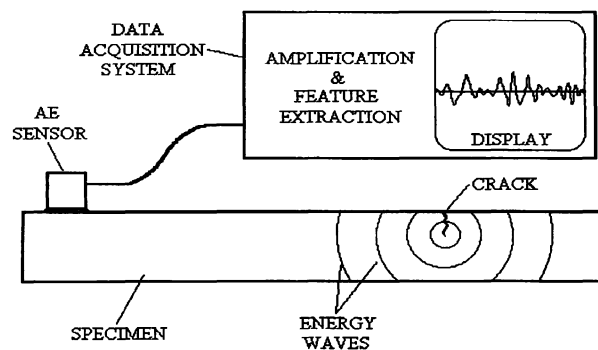 DATA
ACQUISITION
SYSTEM
AMPLIFICATION
&
FEATURE
EXTRACTION
DISPLAY
AE
SENSOR
CRACK
SPECIMEN
ENERGY
WAVES